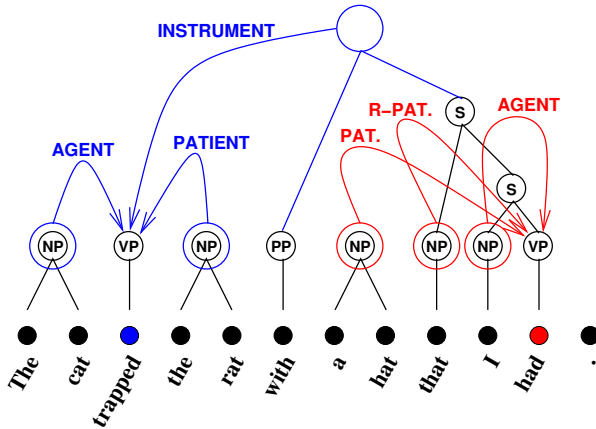 INSTRUMENT
S
R-PAT.
AGENT
PAT.
AGENT
PATIENT
S
NP
VP
NP
PP
NP
NP
NP
VP
The
cat
trapped
the
rat
with
a
hat
that
I
had
.